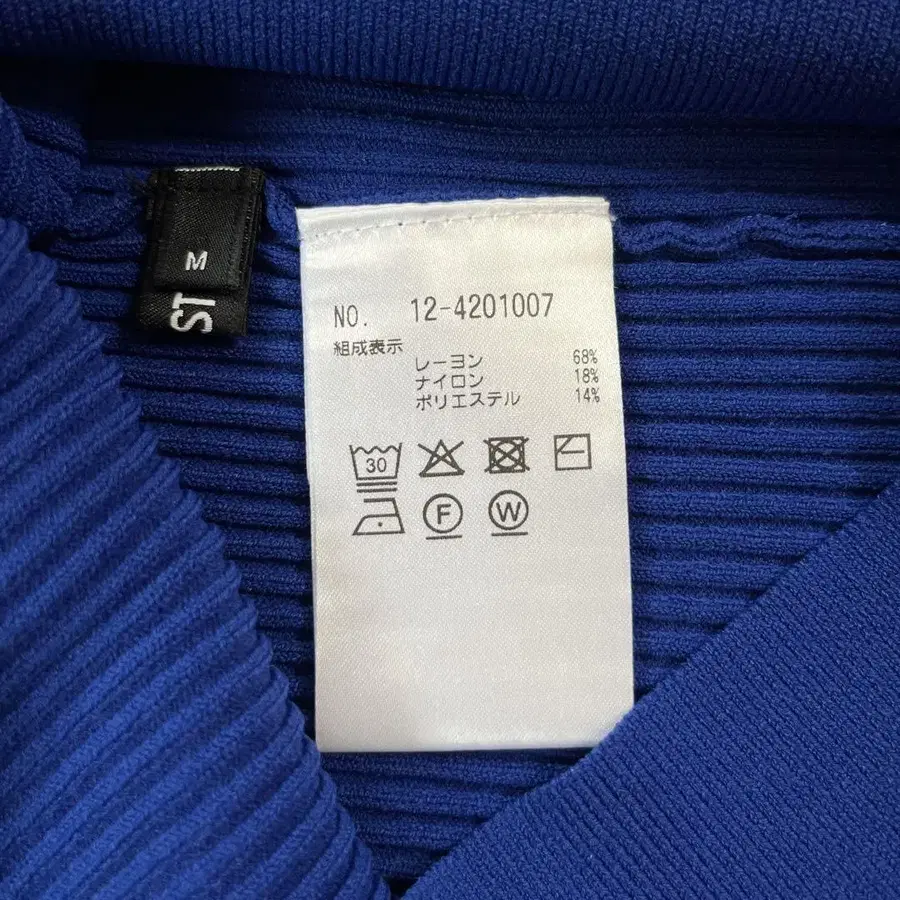 M
ST
NO. 12-4201007
組成表示
レーヨン 68%
ナイロン 18%
ポリエステル 14%
30
F
W